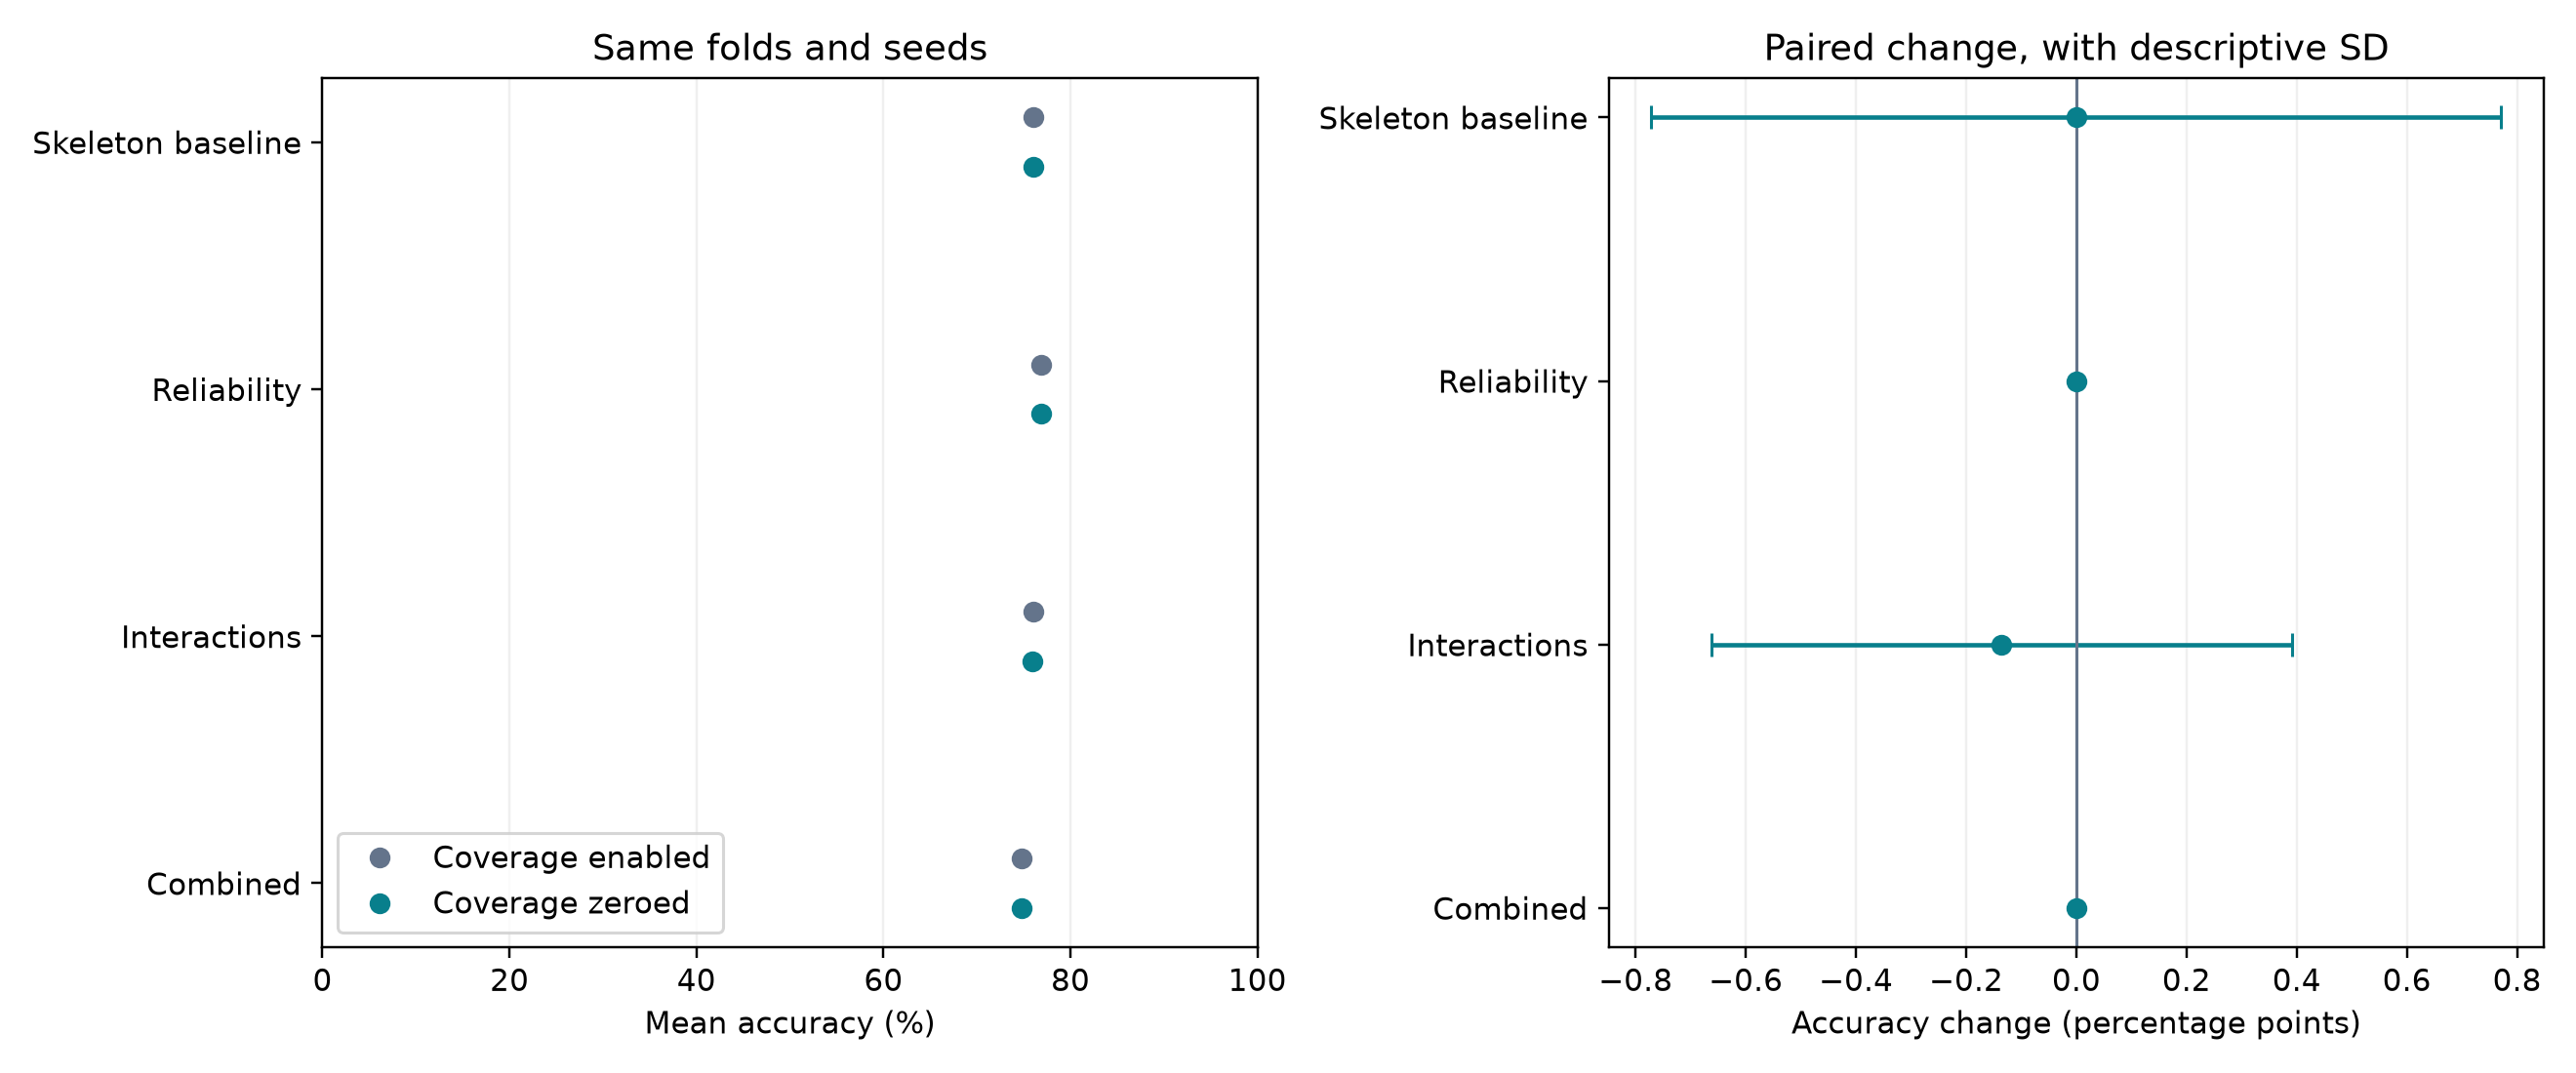 Same folds and seeds
Skeleton baseline
Reliability
Interactions
Combined
Coverage enabled
Coverage zeroed
0 20 40 60 80 100
Mean accuracy (%)
Paired change, with descriptive SD
Skeleton baseline
Reliability
Interactions
Combined
−0.8 −0.6 −0.4 −0.2 0.0 0.2 0.4 0.6 0.8
Accuracy change (percentage points)